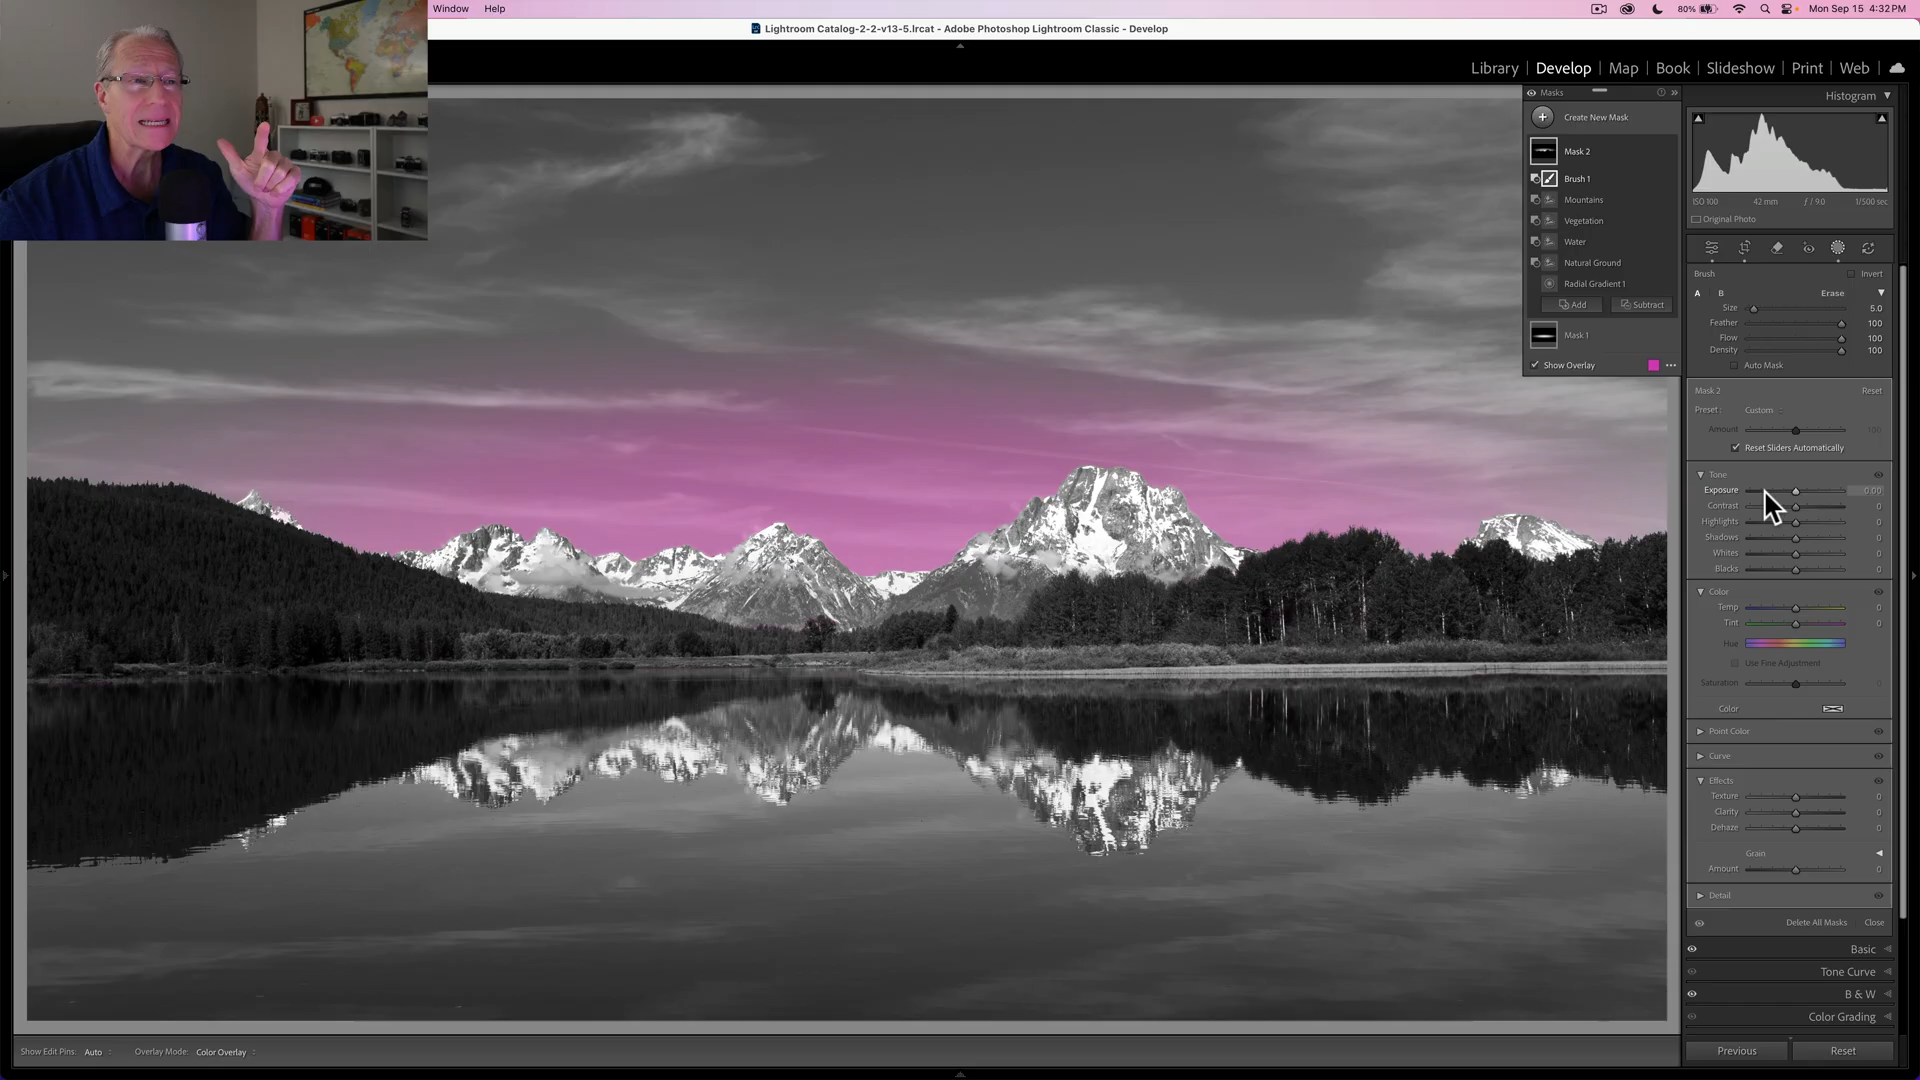 Window Help
80% Mon Sep 15 4:32 PM
Lightroom Catalog-2-2-v13-5.lrcat - Adobe Photoshop Lightroom Classic - Develop
Library | Develop | Map | Book | Slideshow | Print | Web
Masks
Create New Mask
Mask 2
Brush 1
Mountains
Vegetation
Water
Natural Ground
Radial Gradient 1
Add Subtract
Mask 1
Show Overlay
Histogram
ISO 100 42 mm ƒ / 9.0 1/500 sec
Original Photo
Brush Invert
A B Erase
Size 5.0
Feather 100
Flow 100
Density 100
Auto Mask
Mask 2 Reset
Preset : Custom
Amount 100
Reset Sliders Automatically
Tone
Exposure 0.00
Contrast 0
Highlights 0
Shadows 0
Whites 0
Blacks 0
Color
Temp 0
Tint 0
Hue
Use Fine Adjustment
Saturation 0
Color
Point Color
Curve
Effects
Texture 0
Clarity 0
Dehaze 0
Grain
Amount 0
Detail
Delete All Masks Close
Basic
Tone Curve
B & W
Color Grading
Previous Reset
Show Edit Pins: Auto Overlay Mode: Color Overlay